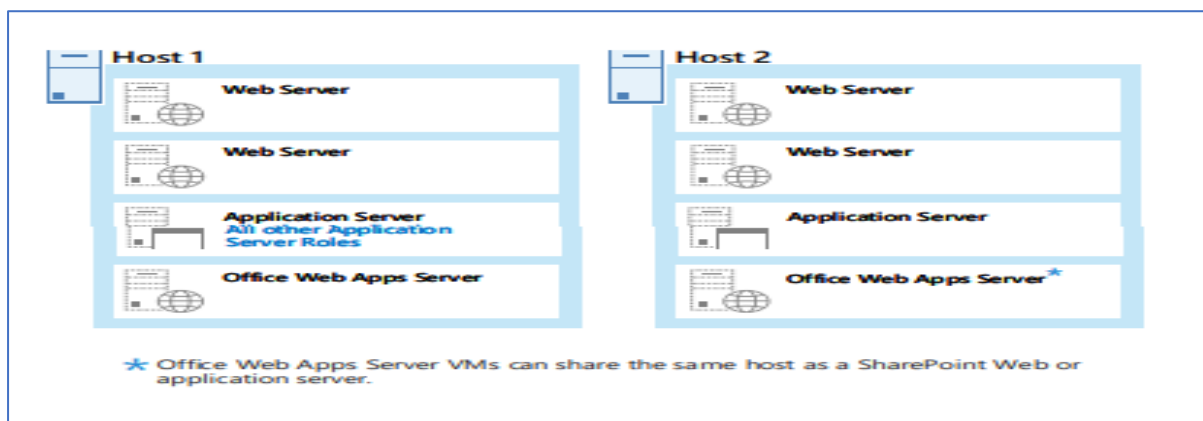 Host 1
Web Server
Web Server
Application Server
All other Application
Server Roles
Office Web Apps Server
Host 2
Web Server
Web Server
Application Server
Office Web Apps Server*
* Office Web Apps Server VMs can share the same host as a SharePoint Web or
application server.